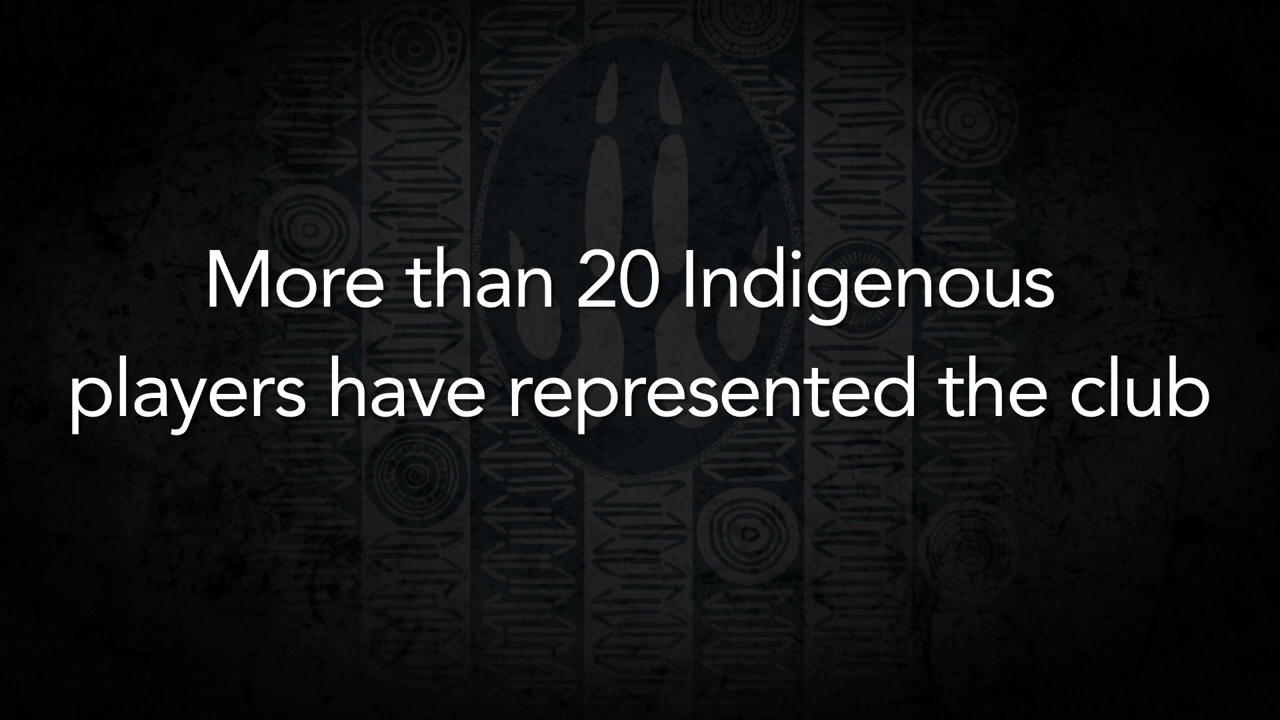 More than 20 Indigenous
players have represented the club